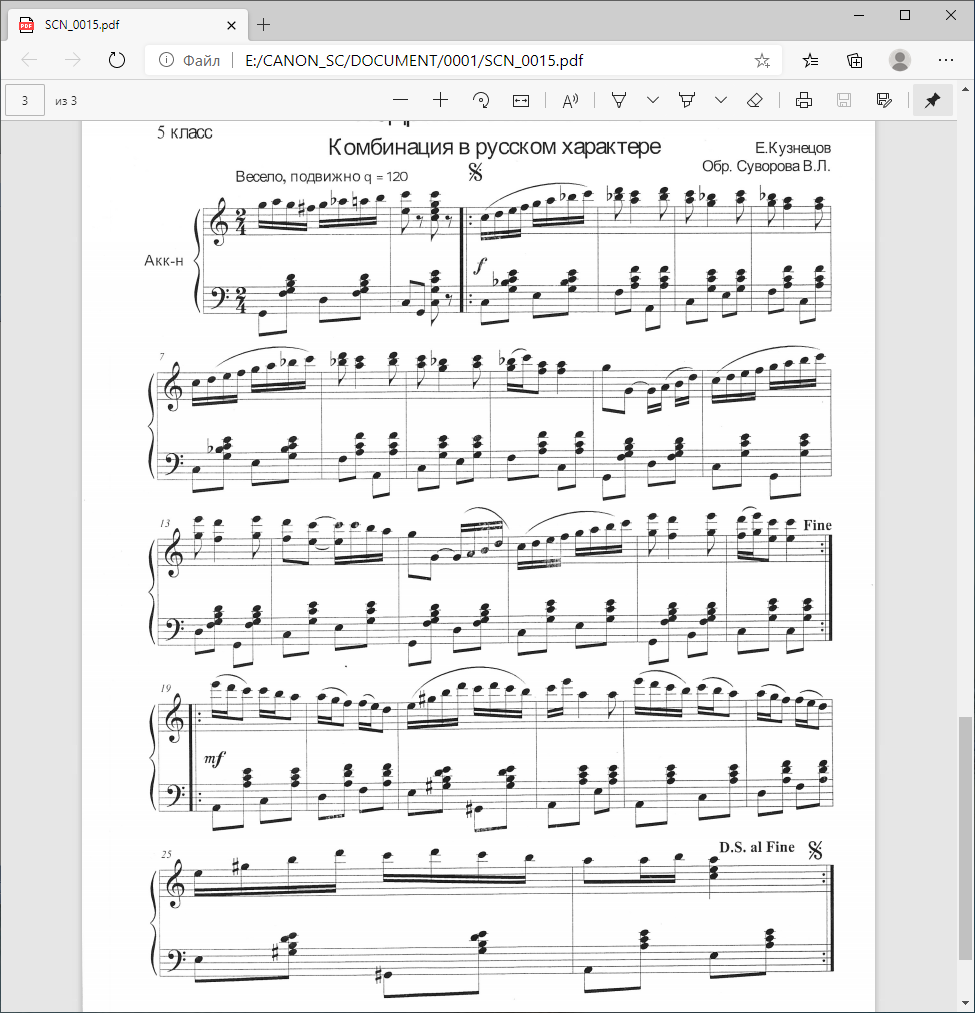 SCN_0015.pdf
Файл E:/CANON_SC/DOCUMENT/0001/SCN_0015.pdf
3 из 3
5 класс
Комбинация в русском характере
Е.Кузнецов
Обр. Суворова В.Л.
Весело, подвижно q = 120
Акк-н
f
7
13
Fine
19
mf
25
D.S. al Fine